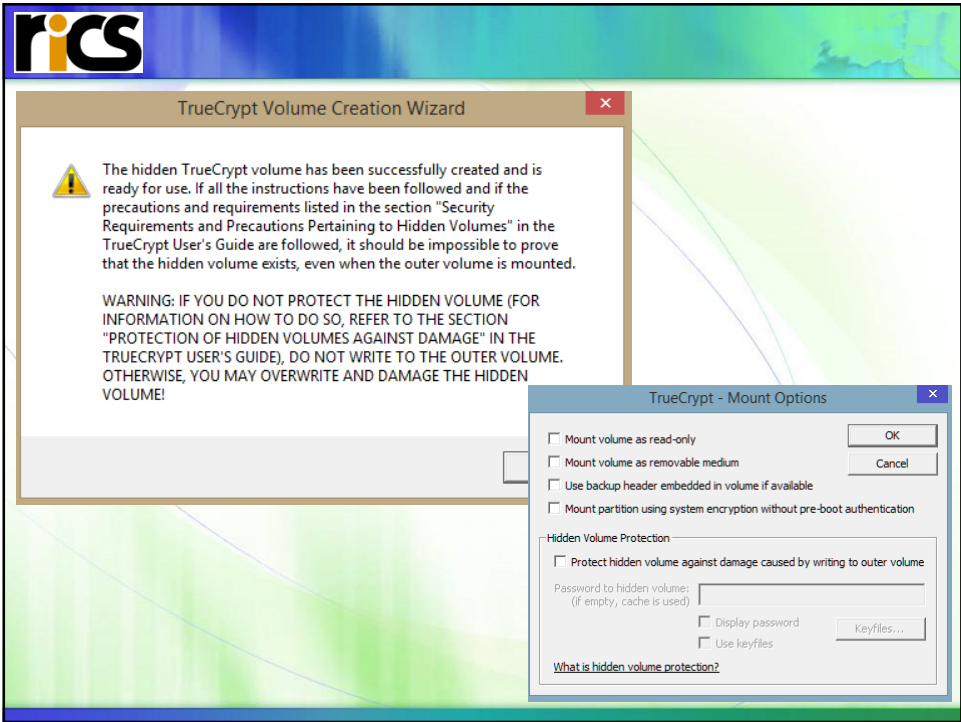 rics
TrueCrypt Volume Creation Wizard
The hidden TrueCrypt volume has been successfully created and is
ready for use. If all the instructions have been followed and if the
precautions and requirements listed in the section "Security
Requirements and Precautions Pertaining to Hidden Volumes" in the
TrueCrypt User's Guide are followed, it should be impossible to prove
that the hidden volume exists, even when the outer volume is mounted.
WARNING: IF YOU DO NOT PROTECT THE HIDDEN VOLUME (FOR
INFORMATION ON HOW TO DO SO, REFER TO THE SECTION
"PROTECTION OF HIDDEN VOLUMES AGAINST DAMAGE" IN THE
TRUECRYPT USER'S GUIDE), DO NOT WRITE TO THE OUTER VOLUME.
OTHERWISE, YOU MAY OVERWRITE AND DAMAGE THE HIDDEN
VOLUME!
TrueCrypt - Mount Options
Mount volume as read-only
OK
Mount volume as removable medium
Cancel
Use backup header embedded in volume if available
Mount partition using system encryption without pre-boot authentication
Hidden Volume Protection
Protect hidden volume against damage caused by writing to outer volume
Password to hidden volume:
(if empty, cache is used)
Display password
Keyfiles...
Use keyfiles
What is hidden volume protection?